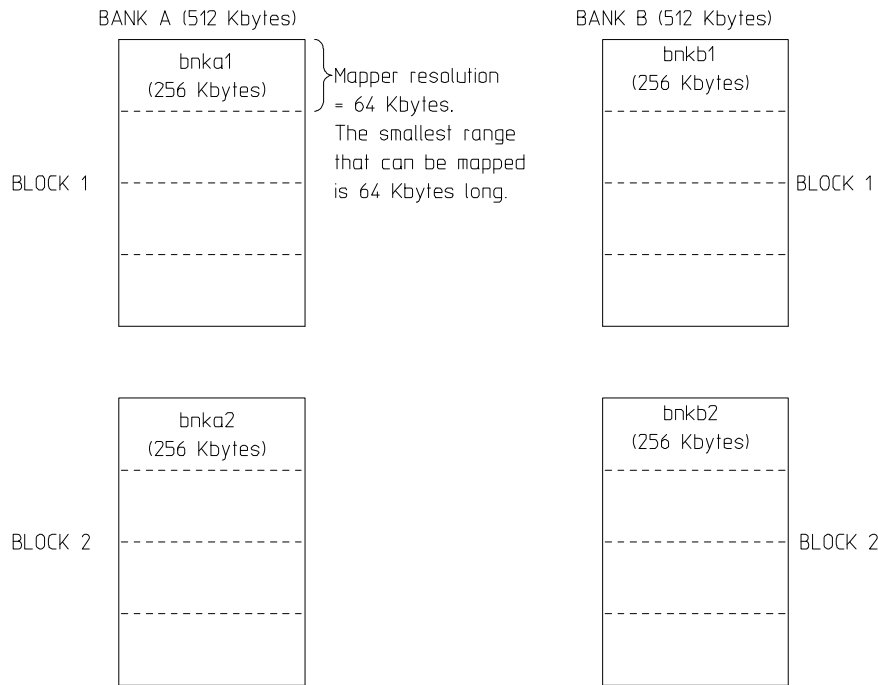 BANK A (512 Kbytes)
BANK B (512 Kbytes)
bnka1
(256 Kbytes)
Mapper resolution
= 64 Kbytes.
The smallest range
that can be mapped
is 64 Kbytes long.
bnkb1
(256 Kbytes)
BLOCK 1
BLOCK 1
bnka2
(256 Kbytes)
bnkb2
(256 Kbytes)
BLOCK 2
BLOCK 2